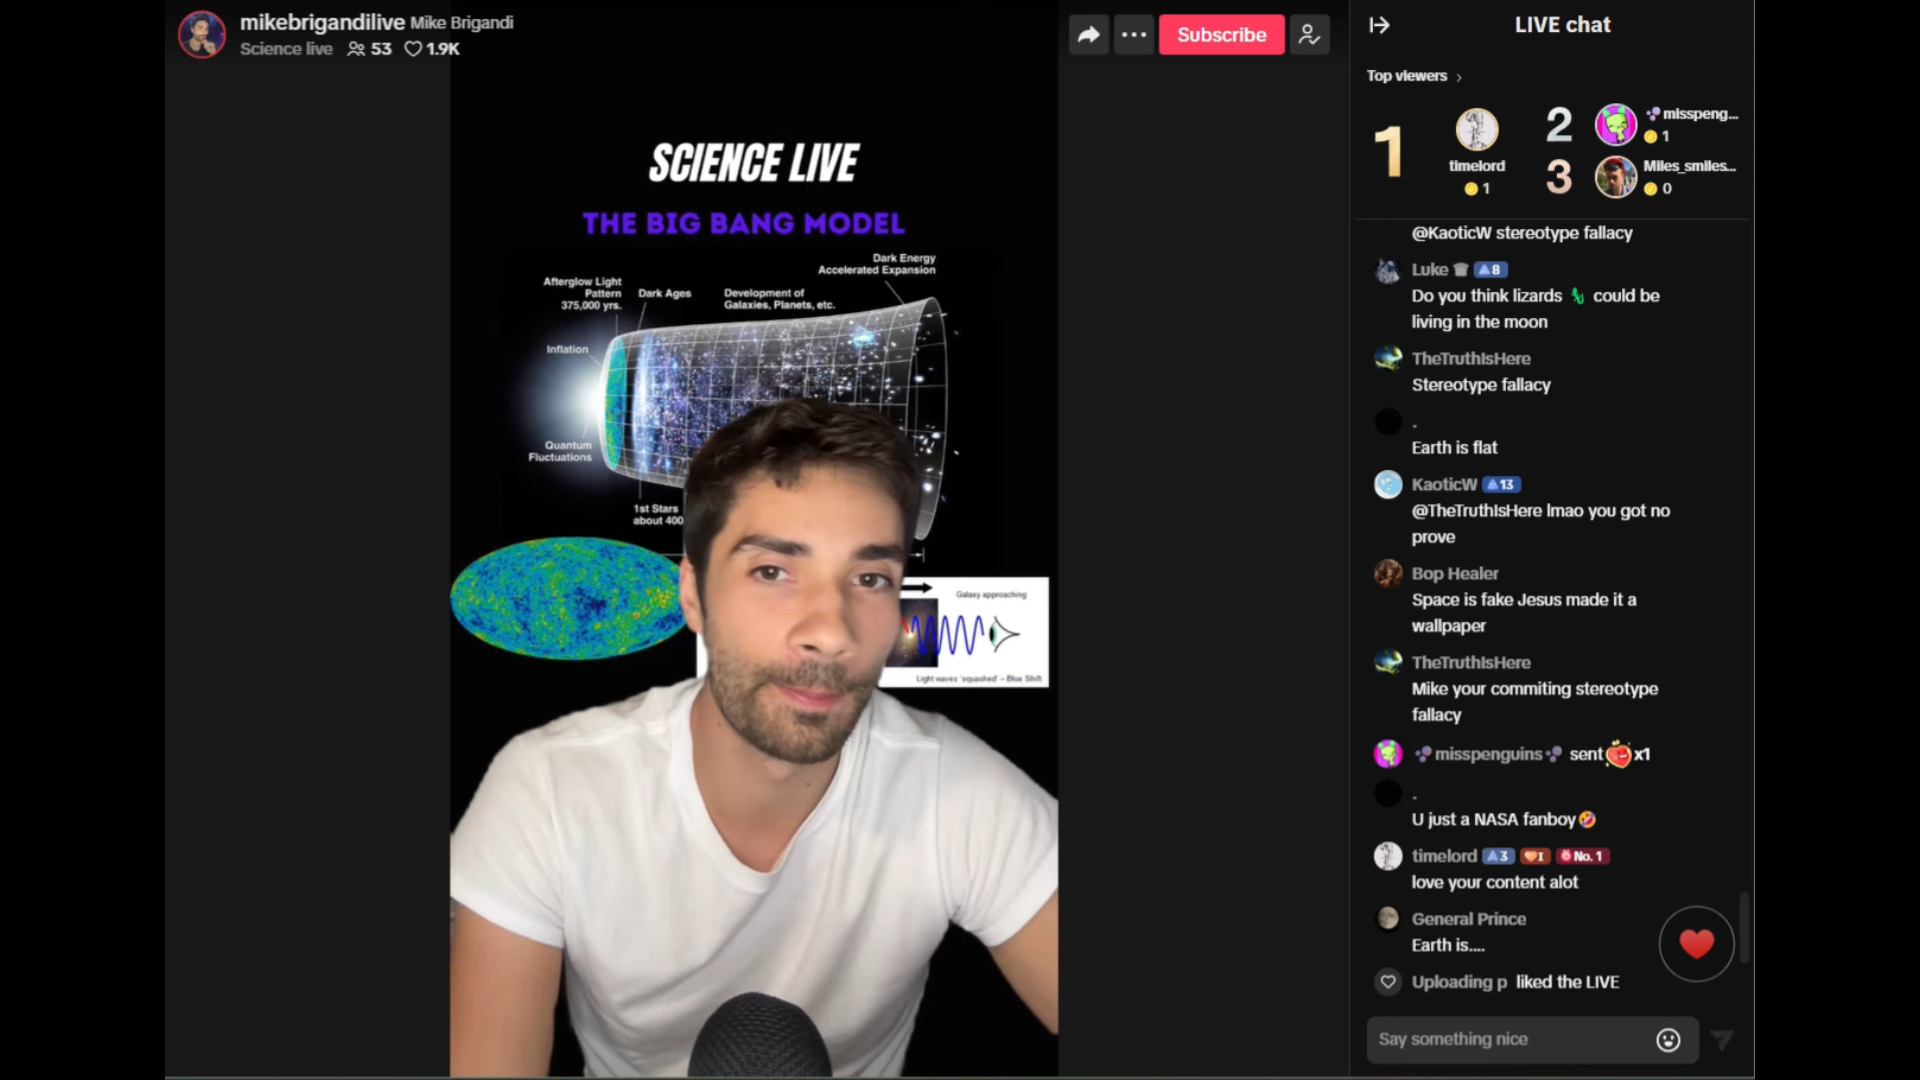 mikebrigandilive Mike Brigandi
Science live 53 1.9K
Subscribe
SCIENCE LIVE
THE BIG BANG MODEL
Dark Energy
Accelerated Expansion
Afterglow Light
Pattern
375,000 yrs.
Dark Ages
Development of
Galaxies, Planets, etc.
Inflation
Quantum
Fluctuations
1st Stars
about 400
Galaxy approaching
Light waves 'squashed' – Blue Shift
LIVE chat
Top viewers
1
timelord
1
2
misspeng...
1
3
Miles_smiles...
0
@KaoticW stereotype fallacy
Luke 8
Do you think lizards 🦎 could be
living in the moon
TheTruthIsHere
Stereotype fallacy
.
Earth is flat
KaoticW 13
@TheTruthIsHere lmao you got no
prove
Bop Healer
Space is fake Jesus made it a
wallpaper
TheTruthIsHere
Mike your commiting stereotype
fallacy
misspenguins sent x1
.
U just a NASA fanboy🤣
timelord 3 I No. 1
love your content alot
General Prince
Earth is....
Uploading p liked the LIVE
Say something nice